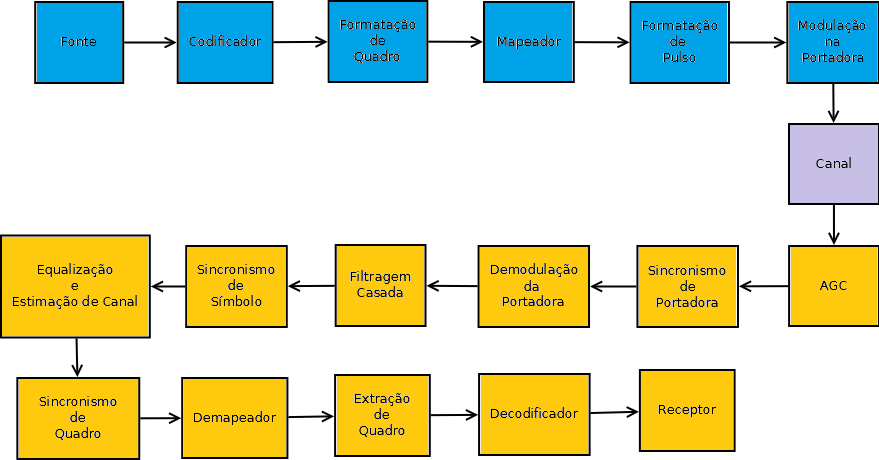 Fonte
Codificador
Formatação
de
Quadro
Mapeador
Formatação
de
Pulso
Modulação
na
Portadora
Canal
AGC
Sincronismo
de
Portadora
Demodulação
da
Portadora
Filtragem
Casada
Sincronismo
de
Símbolo
Equalização
e
Estimação de Canal
Sincronismo
de
Quadro
Demapeador
Extração
de
Quadro
Decodificador
Receptor